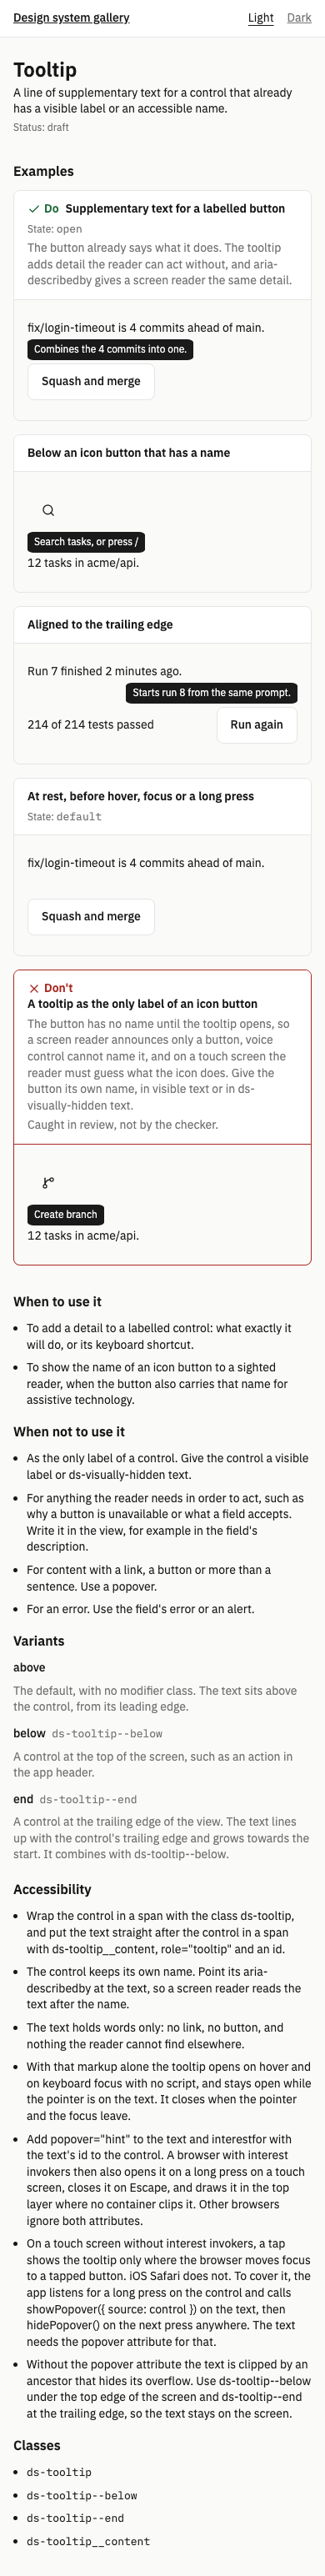 Design system gallery Light Dark
Tooltip
A line of supplementary text for a control that already
has a visible label or an accessible name.
Status: draft
Examples
Do Supplementary text for a labelled button
State: open
The button already says what it does. The tooltip
adds detail the reader can act without, and aria-
describedby gives a screen reader the same detail.
fix/login-timeout is 4 commits ahead of main.
Combines the 4 commits into one.
Squash and merge
Below an icon button that has a name
Search tasks, or press /
12 tasks in acme/api.
Aligned to the trailing edge
Run 7 finished 2 minutes ago.
Starts run 8 from the same prompt.
214 of 214 tests passed Run again
At rest, before hover, focus or a long press
State: default
fix/login-timeout is 4 commits ahead of main.
Squash and merge
Don't
A tooltip as the only label of an icon button
The button has no name until the tooltip opens, so
a screen reader announces only a button, voice
control cannot name it, and on a touch screen the
reader must guess what the icon does. Give the
button its own name, in visible text or in ds-
visually-hidden text.
Caught in review, not by the checker.
Create branch
12 tasks in acme/api.
When to use it
To add a detail to a labelled control: what exactly it
will do, or its keyboard shortcut.
To show the name of an icon button to a sighted
reader, when the button also carries that name for
assistive technology.
When not to use it
As the only label of a control. Give the control a visible
label or ds-visually-hidden text.
For anything the reader needs in order to act, such as
why a button is unavailable or what a field accepts.
Write it in the view, for example in the field's
description.
For content with a link, a button or more than a
sentence. Use a popover.
For an error. Use the field's error or an alert.
Variants
above
The default, with no modifier class. The text sits above
the control, from its leading edge.
below ds-tooltip--below
A control at the top of the screen, such as an action in
the app header.
end ds-tooltip--end
A control at the trailing edge of the view. The text lines
up with the control's trailing edge and grows towards the
start. It combines with ds-tooltip--below.
Accessibility
Wrap the control in a span with the class ds-tooltip,
and put the text straight after the control in a span
with ds-tooltip__content, role="tooltip" and an id.
The control keeps its own name. Point its aria-
describedby at the text, so a screen reader reads the
text after the name.
The text holds words only: no link, no button, and
nothing the reader cannot find elsewhere.
With that markup alone the tooltip opens on hover and
on keyboard focus with no script, and stays open while
the pointer is on the text. It closes when the pointer
and the focus leave.
Add popover="hint" to the text and interestfor with
the text's id to the control. A browser with interest
invokers then also opens it on a long press on a touch
screen, closes it on Escape, and draws it in the top
layer where no container clips it. Other browsers
ignore both attributes.
On a touch screen without interest invokers, a tap
shows the tooltip only where the browser moves focus
to a tapped button. iOS Safari does not. To cover it, the
app listens for a long press on the control and calls
showPopover({ source: control }) on the text, then
hidePopover() on the next press anywhere. The text
needs the popover attribute for that.
Without the popover attribute the text is clipped by an
ancestor that hides its overflow. Use ds-tooltip--below
under the top edge of the screen and ds-tooltip--end
at the trailing edge, so the text stays on the screen.
Classes
ds-tooltip
ds-tooltip--below
ds-tooltip--end
ds-tooltip__content